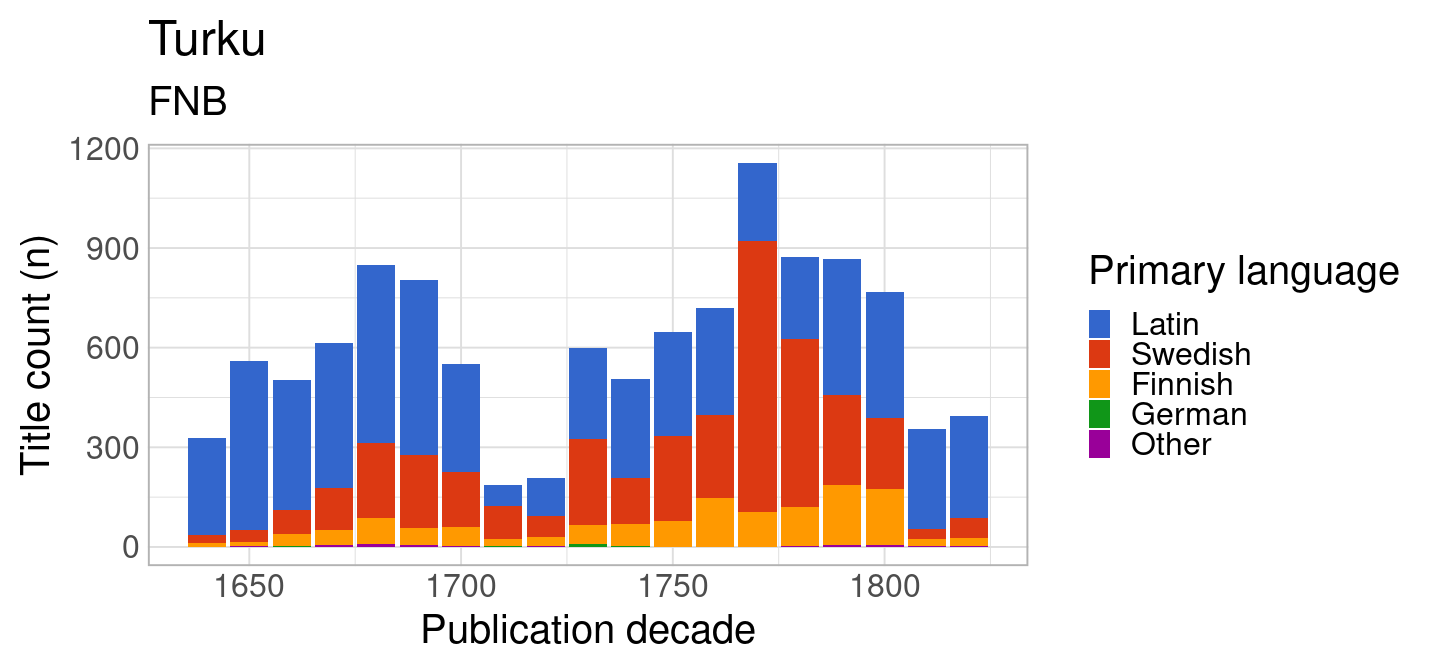 Turku
FNB
1200
900
600
300
0
Title count (n)
1650 1700 1750 1800
Publication decade
Primary language
Latin
Swedish
Finnish
German
Other